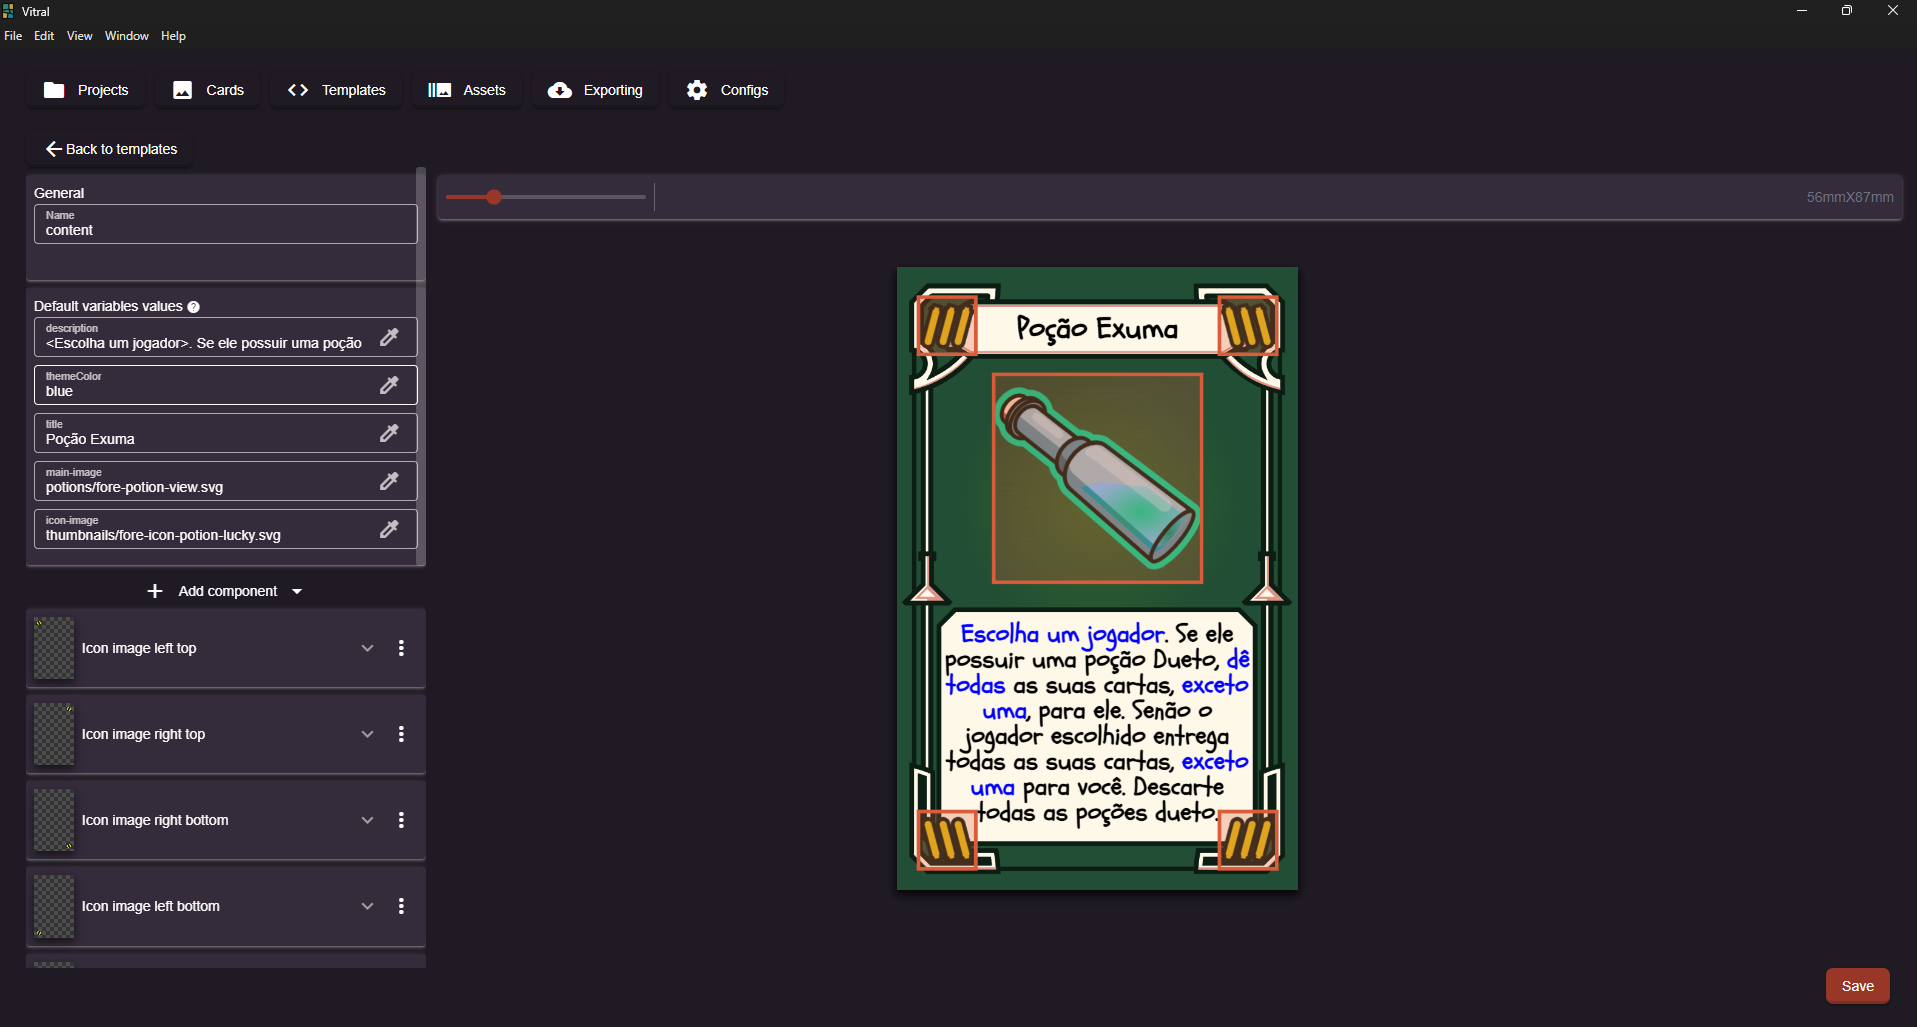 Vitral
File Edit View Window Help
Projects Cards Templates Assets Exporting Configs
Back to templates
General
Name
content
Default variables values ?
description
<Escolha um jogador>. Se ele possuir uma poção
themeColor
blue
title
Poção Exuma
main-image
potions/fore-potion-view.svg
icon-image
thumbnails/fore-icon-potion-lucky.svg
Add component
Icon image left top
Icon image right top
Icon image right bottom
Icon image left bottom
56mmX87mm
Poção Exuma
Escolha um jogador. Se ele
possuir uma poção Dueto, dê
todas as suas cartas, exceto
uma, para ele. Senão o
jogador escolhido entrega
todas as suas cartas, exceto
uma para você. Descarte
todas as poções dueto.
Save